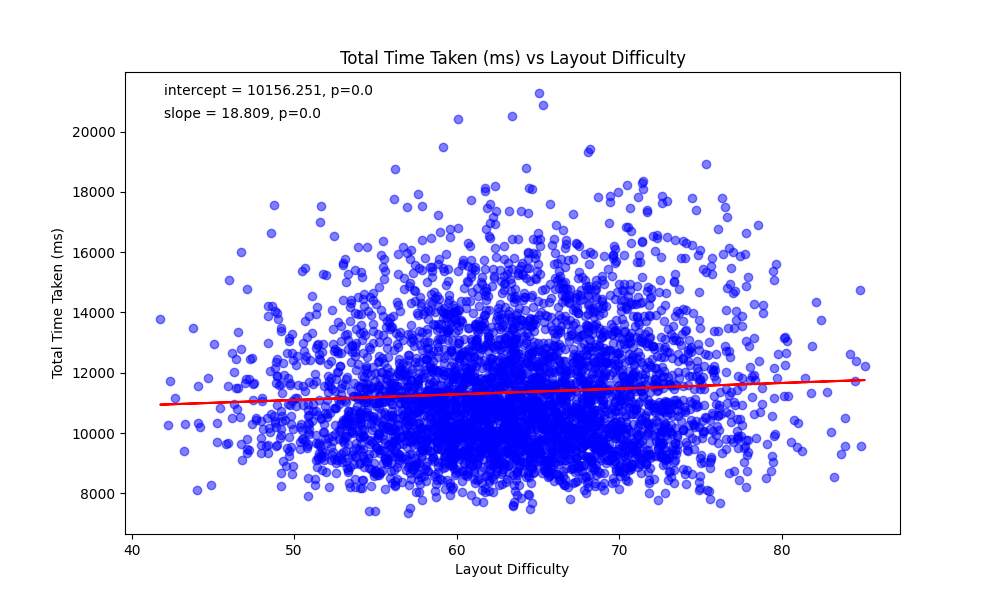 Total Time Taken (ms) vs Layout Difficulty
intercept = 10156.251, p=0.0
slope = 18.809, p=0.0
20000
18000
16000
14000
12000
10000
8000
Total Time Taken (ms)
40 50 60 70 80
Layout Difficulty